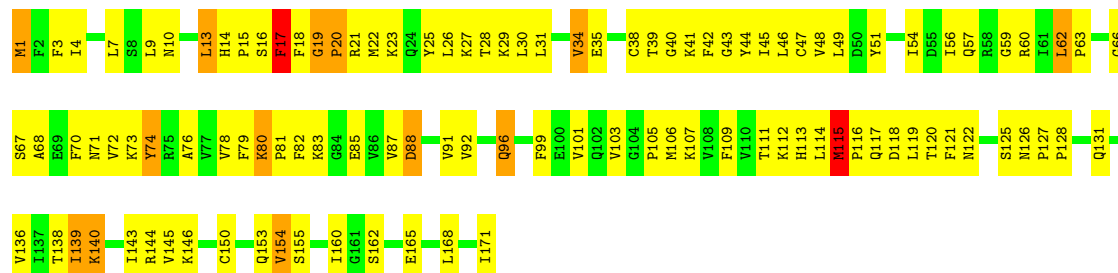 M1 F2 F3 I4 L7 S8 L9 N10 L13 H14 P15 S16 F17 F18 G19 P20 R21 M22 K23 Q24 Y25 L26 K27 T28 K29 L30 L31 V34 E35 C38 T39 G40 K41 F42 G43 Y44 I45 L46 C47 V48 L49 D50 Y51 I54 D55 I56 Q57 R58 G59 R60 I61 L62 P63 G66
S67 A68 E69 F70 N71 V72 K73 Y74 R75 A76 V77 V78 F79 K80 P81 F82 K83 G84 E85 V86 V87 D88 V91 V92 Q96 F99 E100 V101 Q102 V103 G104 P105 M106 K107 V108 F109 V110 T111 K112 H113 L114 M115 P116 Q117 D118 L119 T120 F121 N122 S125 N126 P127 P128 Q131
V136 I137 T138 I139 K140 I143 R144 V145 K146 C150 Q153 V154 S155 I160 G161 S162 E165 L168 I171